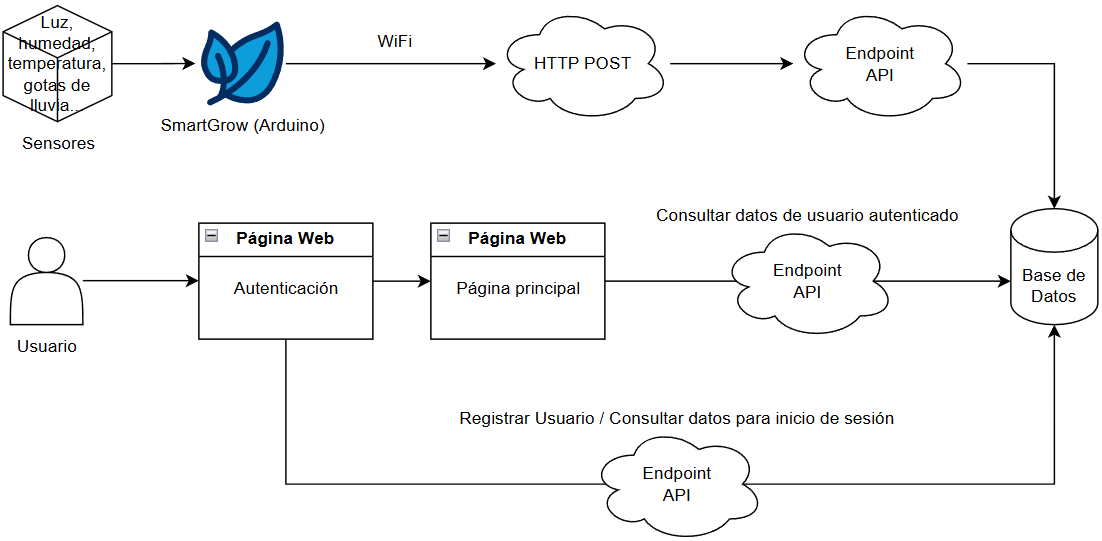 Luz,
humedad,
temperatura,
gotas de
lluvia...
Sensores
SmartGrow (Arduino)
WiFi
HTTP POST
Endpoint
API
Usuario
Página Web
Autenticación
Página Web
Página principal
Consultar datos de usuario autenticado
Endpoint
API
Base de
Datos
Registrar Usuario / Consultar datos para inicio de sesión
Endpoint
API